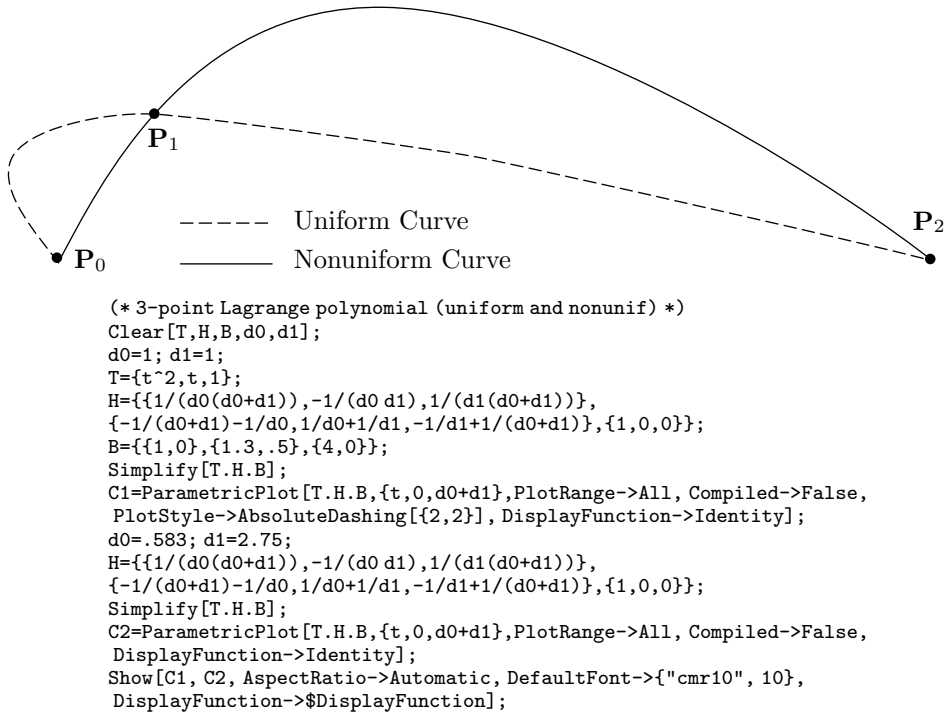 P1
P2
Uniform Curve
P0
Nonuniform Curve
(* 3-point Lagrange polynomial (uniform and nonunif) *)
Clear[T,H,B,d0,d1];
d0=1; d1=1;
T={t^2,t,1};
H={{1/(d0(d0+d1)),-1/(d0 d1),1/(d1(d0+d1))},
{-1/(d0+d1)-1/d0,1/d0+1/d1,-1/d1+1/(d0+d1)},{1,0,0}};
B={{1,0},{1.3,.5},{4,0}};
Simplify[T.H.B];
C1=ParametricPlot[T.H.B,{t,0,d0+d1},PlotRange->All, Compiled->False,
PlotStyle->AbsoluteDashing[{2,2}], DisplayFunction->Identity];
d0=.583; d1=2.75;
H={{1/(d0(d0+d1)),-1/(d0 d1),1/(d1(d0+d1))},
{-1/(d0+d1)-1/d0,1/d0+1/d1,-1/d1+1/(d0+d1)},{1,0,0}};
Simplify[T.H.B];
C2=ParametricPlot[T.H.B,{t,0,d0+d1},PlotRange->All, Compiled->False,
DisplayFunction->Identity];
Show[C1, C2, AspectRatio->Automatic, DefaultFont->{"cmr10", 10},
DisplayFunction->$DisplayFunction];